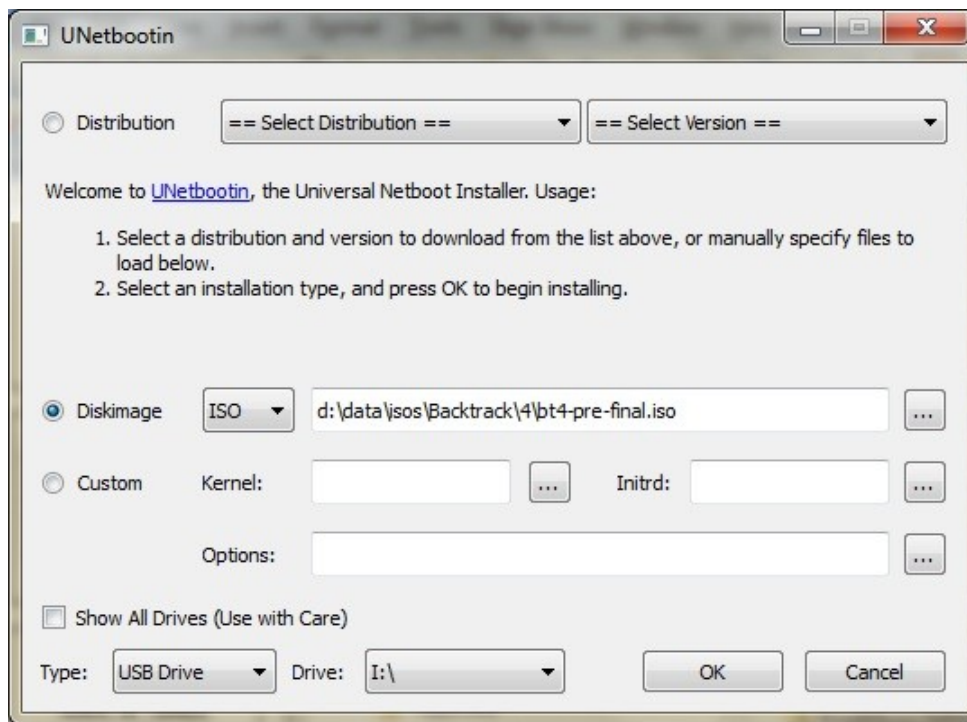 UNetbootin
Distribution == Select Distribution == == Select Version ==
Welcome to UNetbootin, the Universal Netboot Installer. Usage:
1. Select a distribution and version to download from the list above, or manually specify files to
load below.
2. Select an installation type, and press OK to begin installing.
Diskimage ISO d:\data\isos\Backtrack\4\bt4-pre-final.iso ...
Custom Kernel: ... Initrd: ...
Options: ...
Show All Drives (Use with Care)
Type: USB Drive Drive: I:\ OK Cancel